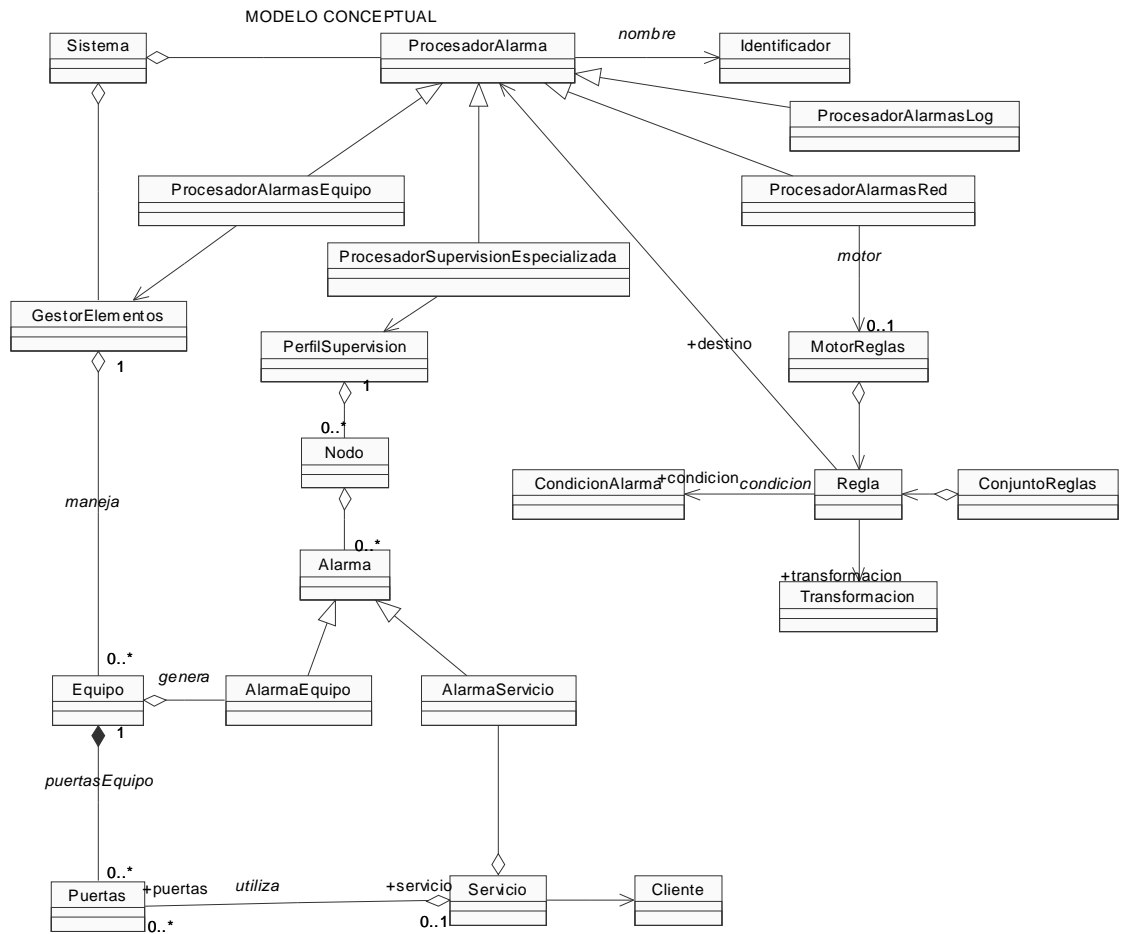 MODELO CONCEPTUAL
Sistema
ProcesadorAlarma
nombre
Identificador
ProcesadorAlarmasLog
ProcesadorAlarmasEquipo
ProcesadorAlarmasRed
ProcesadorSupervisionEspecializada
motor
GestorElementos
1
PerfilSupervision
1
+destino
0..1
MotorReglas
0..*
Nodo
maneja
CondicionAlarma
+condicion
condicion
Regla
ConjuntoReglas
0..*
Alarma
+transformacion
Transformacion
0..*
Equipo
1
genera
AlarmaEquipo
AlarmaServicio
puertasEquipo
0..*
Puertas
+puertas
0..*
utiliza
+servicio
0..1
Servicio
Cliente